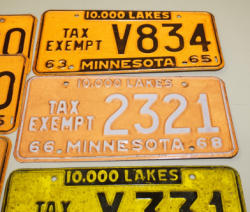 10,000 LAKES
TAX
EXEMPT V834
63 MINNESOTA 65
10,000 LAKES
TAX
EXEMPT 2321
66 MINNESOTA 68
10,000 LAKES
TAX